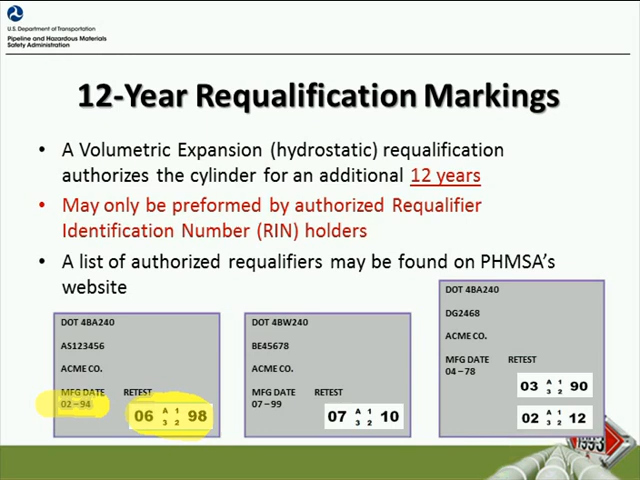 U.S. Department of Transportation
Pipeline and Hazardous Materials
Safety Administration
12-Year Requalification Markings
• A Volumetric Expansion (hydrostatic) requalification
authorizes the cylinder for an additional 12 years
• May only be preformed by authorized Requalifier
Identification Number (RIN) holders
• A list of authorized requalifiers may be found on PHMSA's
website
DOT 4BA240
AS123456
ACME CO.
MFG DATE RETEST
02–94
06 A 1 98
3 2
DOT 4BW240
BE45678
ACME CO.
MFG DATE RETEST
07–99
07 A 1 10
3 2
DOT 4BA240
DG2468
ACME CO.
MFG DATE RETEST
04–78
03 A 1 90
3 2
02 A 1 12
3 2
1993